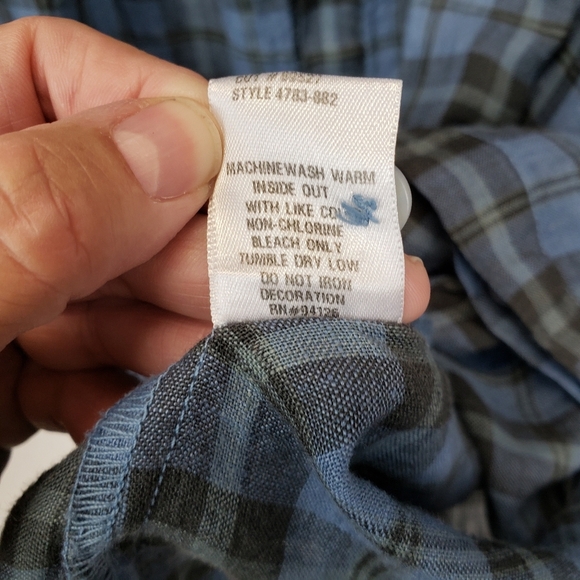 STYLE 4783-882
MACHINEWASH WARM
INSIDE OUT
WITH LIKE
NON-CHLORINE
BLEACH ONLY
TUMBLE DRY LOW
DO NOT IRON
DECORATION
RN#94126